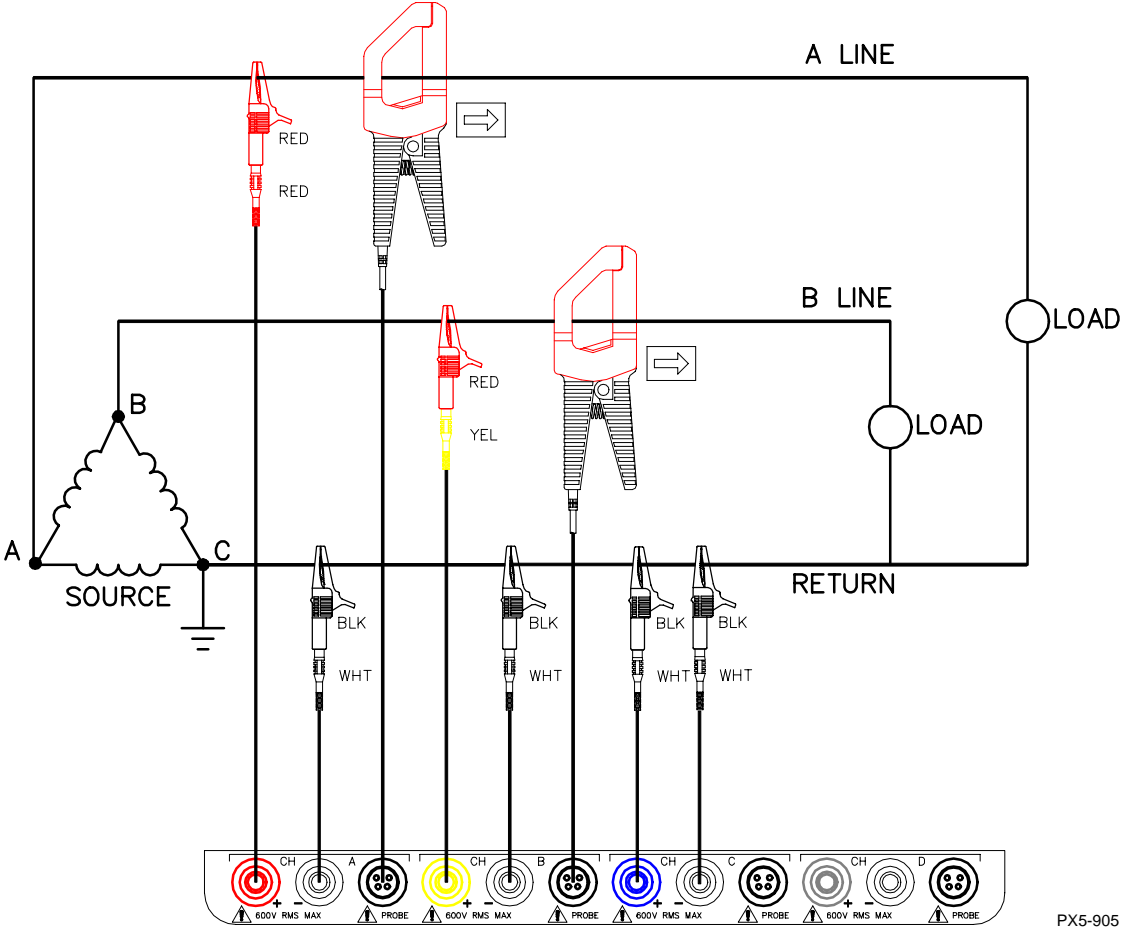 A LINE
RED
RED
B LINE
LOAD
RED
B
LOAD
YEL
A
C
SOURCE
RETURN
BLK
BLK
BLK
BLK
WHT
WHT
WHT
WHT
CH A CH B CH C CH D
+ − + − + − + −
! 600V RMS MAX ! PROBE ! 600V RMS MAX ! PROBE ! 600V RMS MAX ! PROBE ! 600V RMS MAX ! PROBE
PX5-905